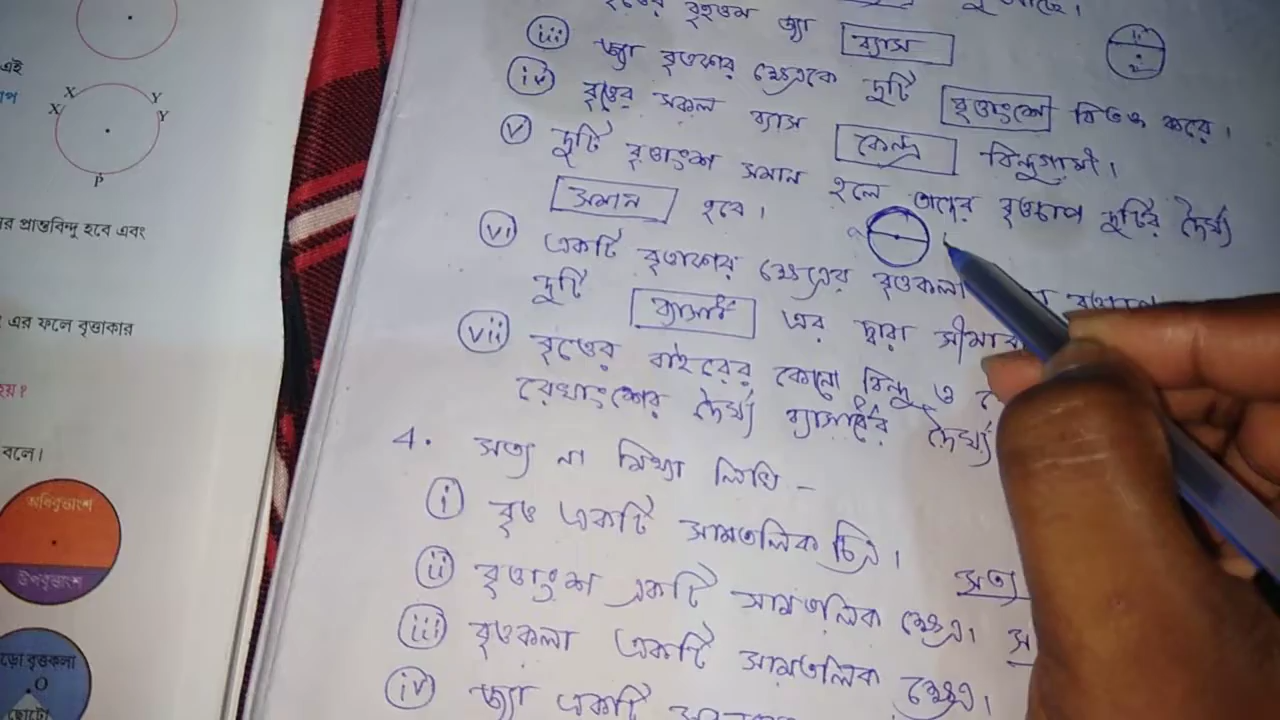 এই
X
Y
X
Y
P
র প্রান্তবিন্দু হবে এবং
এর ফলে বৃত্তাকার
হয়?
বলে।
অধিবৃত্তাংশ
উপবৃত্তাংশ
ড়ো বৃত্তকলা
O
ছোটো
বৃত্তের বৃহত্তম জ্যা ব্যাস
iii জ্যা বৃত্তাকার ক্ষেত্রকে দুটি বৃত্তাংশে বিভক্ত করে।
iv বৃত্তের সকল ব্যাস কেন্দ্র বিন্দুগামী।
v দুটি বৃত্তাংশ সমান হলে তাদের বৃত্তচাপ দুটির দৈর্ঘ্য
সমান হবে।
vi একটি বৃত্তাকার ক্ষেত্রের বৃত্তকলা
দুটি ব্যাসার্ধ এর দ্বারা সীমাব
vii বৃত্তের বাইরের কোনো বিন্দু ও
রেখাংশের দৈর্ঘ্য ব্যাসার্ধের দৈর্ঘ্য
4. সত্য না মিথ্যা লিখি –
i বৃত্ত একটি সামতলিক চিত্র। সত্য
ii বৃত্তাংশ একটি সামতলিক ক্ষেত্র। স
iii বৃত্তকলা একটি সামতলিক ক্ষেত্র।
iv জ্যা একটি